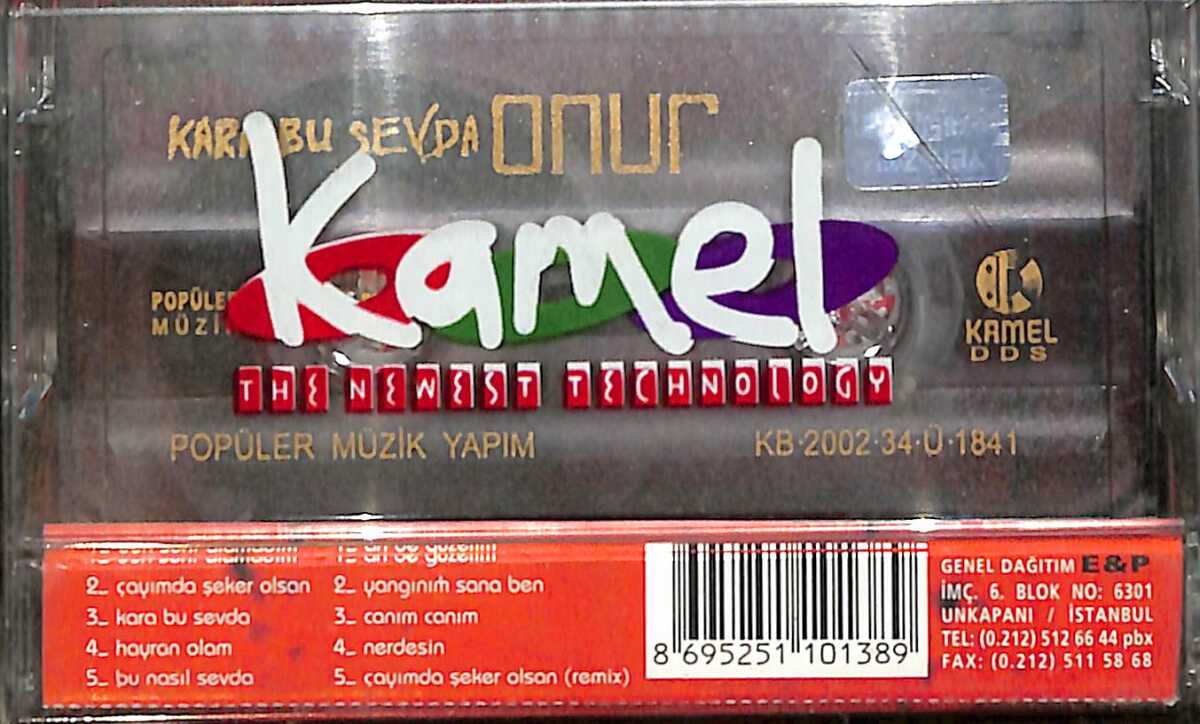 KARA BU SEVDA onur
Kamel
POPÜLER
MÜZİK
KAMEL
DDS
THE NEWEST TECHNOLOGY
POPÜLER MÜZİK YAPIM
KB·2002·34·Ü·1841
2_ çayımda şeker olsan
3_ kara bu sevda
4_ hayran olam
5_ bu nasıl sevda
2_ yangınım sana ben
3_ canım canım
4_ nerdesin
5_ çayımda şeker olsan (remix)
8 695251 101389
GENEL DAĞITIM E&P
İMÇ. 6. BLOK NO: 6301
UNKAPANI / İSTANBUL
TEL: (0.212) 512 66 44 pbx
FAX: (0.212) 511 58 68